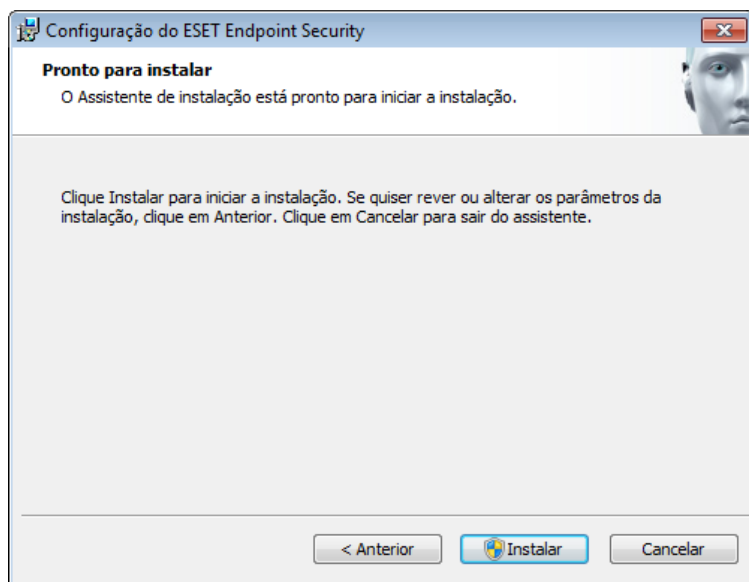 Configuração do ESET Endpoint Security
Pronto para instalar
O Assistente de instalação está pronto para iniciar a instalação.
Clique Instalar para iniciar a instalação. Se quiser rever ou alterar os parâmetros da
instalação, clique em Anterior. Clique em Cancelar para sair do assistente.
< Anterior
Instalar
Cancelar